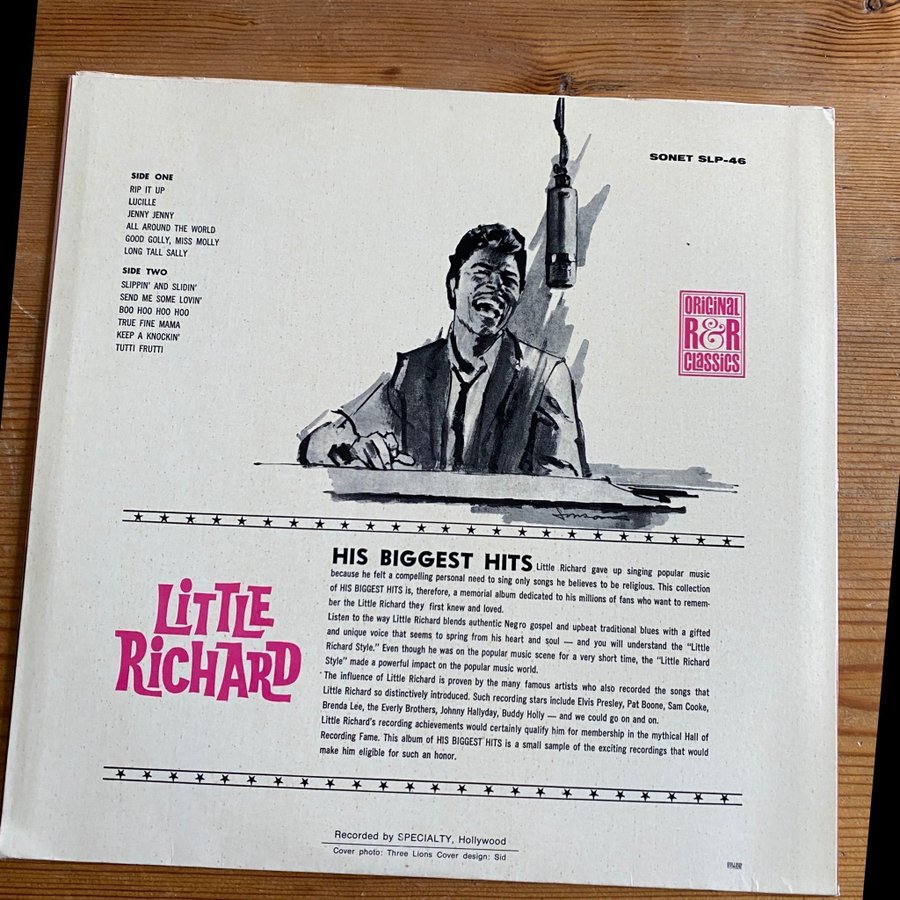 SONET SLP-46
SIDE ONE
RIP IT UP
LUCILLE
JENNY JENNY
ALL AROUND THE WORLD
GOOD GOLLY, MISS MOLLY
LONG TALL SALLY
SIDE TWO
SLIPPIN' AND SLIDIN'
SEND ME SOME LOVIN'
BOO HOO HOO HOO
TRUE FINE MAMA
KEEP A KNOCKIN'
TUTTI FRUTTI
ORIGINAL
R&R
CLASSICS
LITTLE
RICHARD
HIS BIGGEST HITS Little Richard gave up singing popular music
because he felt a compelling personal need to sing only songs he believes to be religious. This collection
of HIS BIGGEST HITS is, therefore, a memorial album dedicated to his millions of fans who want to remem-
ber the Little Richard they first knew and loved.
Listen to the way Little Richard blends authentic Negro gospel and upbeat traditional blues with a gifted
and unique voice that seems to spring from his heart and soul — and you will understand the "Little
Richard Style." Even though he was on the popular music scene for a very short time, the "Little Richard
Style" made a powerful impact on the popular music world.
The influence of Little Richard is proven by the many famous artists who also recorded the songs that
Little Richard so distinctively introduced. Such recording stars include Elvis Presley, Pat Boone, Sam Cooke,
Brenda Lee, the Everly Brothers, Johnny Hallyday, Buddy Holly — and we could go on and on.
Little Richard's recording achievements would certainly qualify him for membership in the mythical Hall of
Recording Fame. This album of HIS BIGGEST HITS is a small sample of the exciting recordings that would
make him eligible for such an honor.
Recorded by SPECIALTY, Hollywood
Cover photo: Three Lions Cover design: Sid